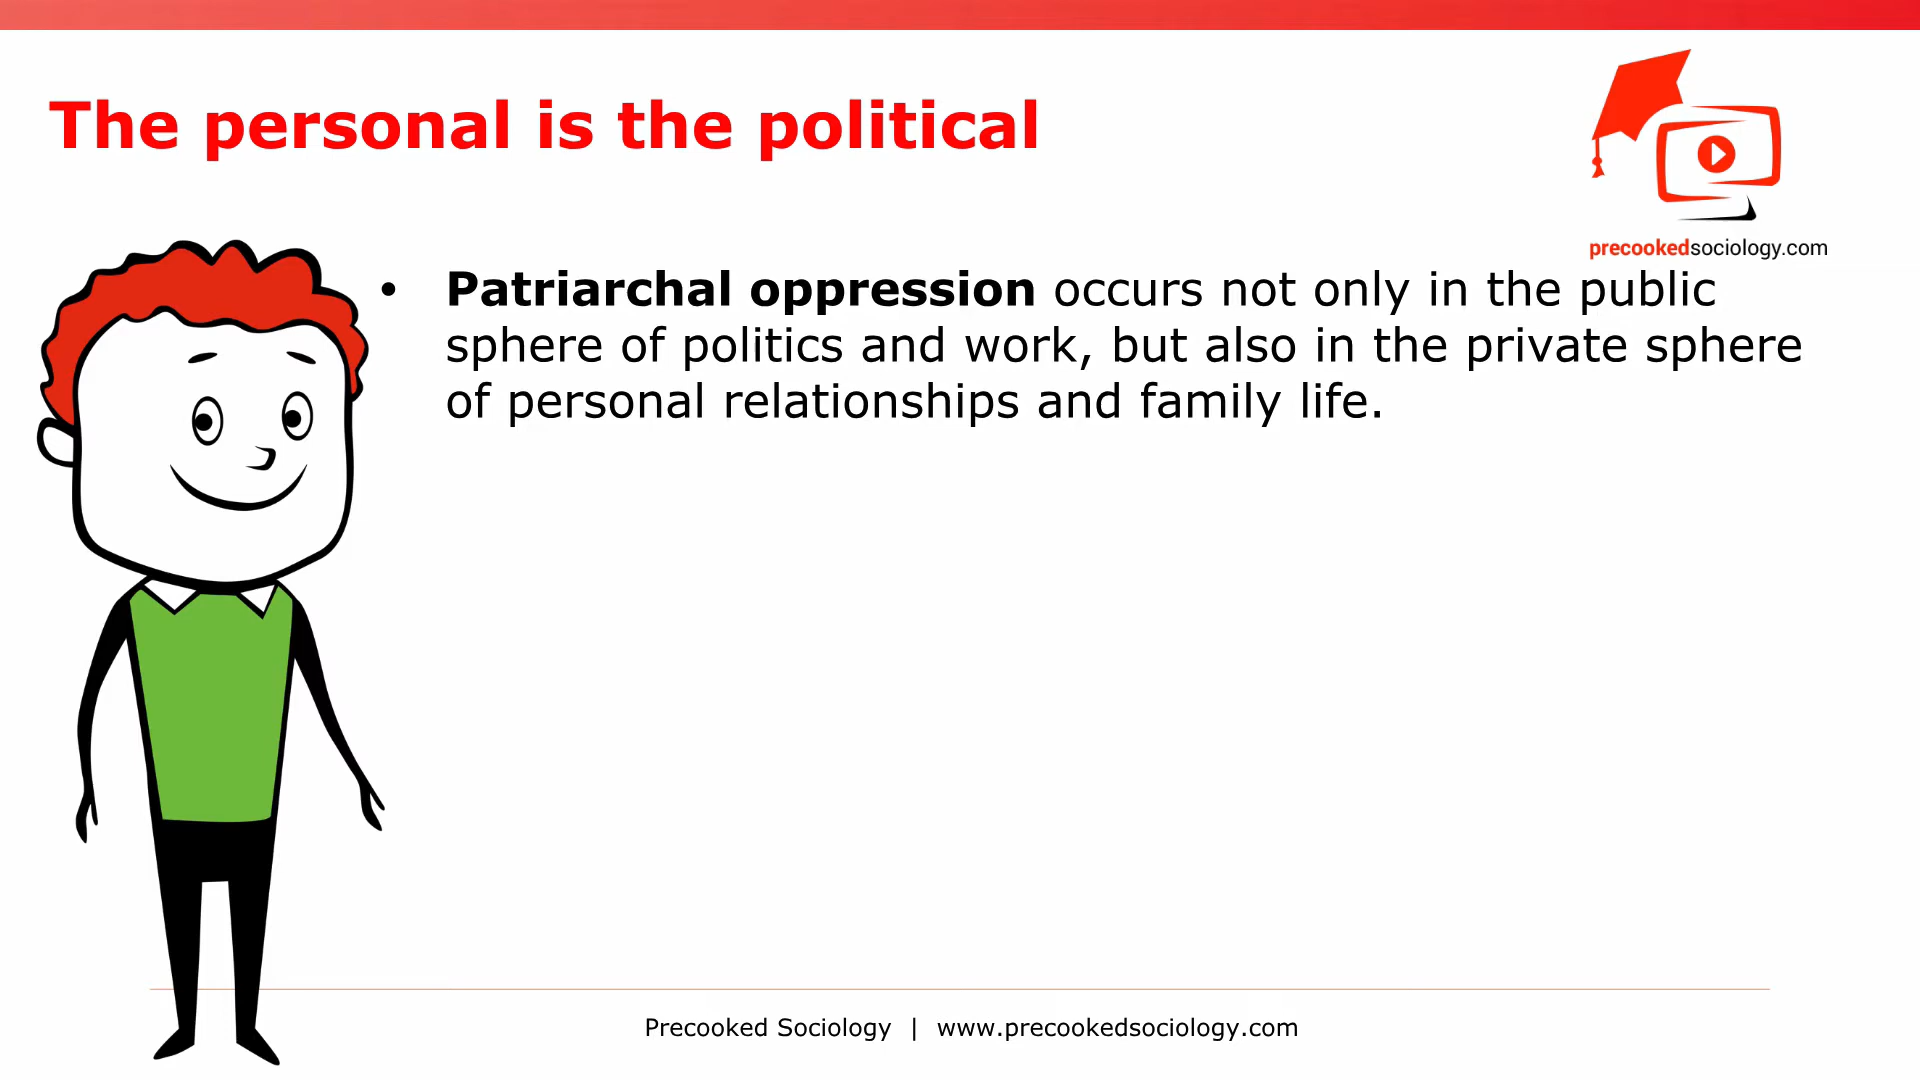 The personal is the political
precookedsociology.com
• Patriarchal oppression occurs not only in the public
sphere of politics and work, but also in the private sphere
of personal relationships and family life.
Precooked Sociology | www.precookedsociology.com